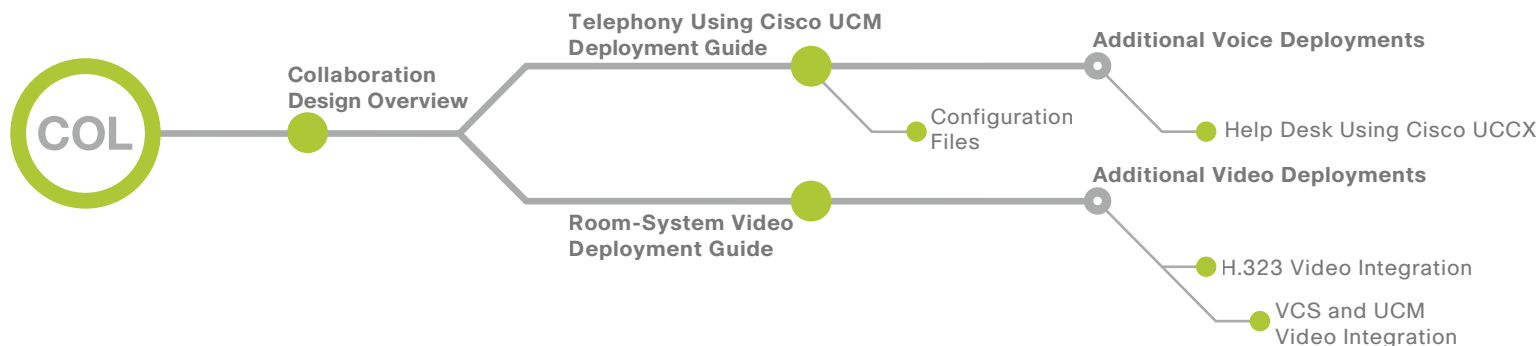 COL
Collaboration
Design Overview
Telephony Using Cisco UCM
Deployment Guide
Configuration
Files
Additional Voice Deployments
Help Desk Using Cisco UCCX
Room-System Video
Deployment Guide
Additional Video Deployments
H.323 Video Integration
VCS and UCM
Video Integration